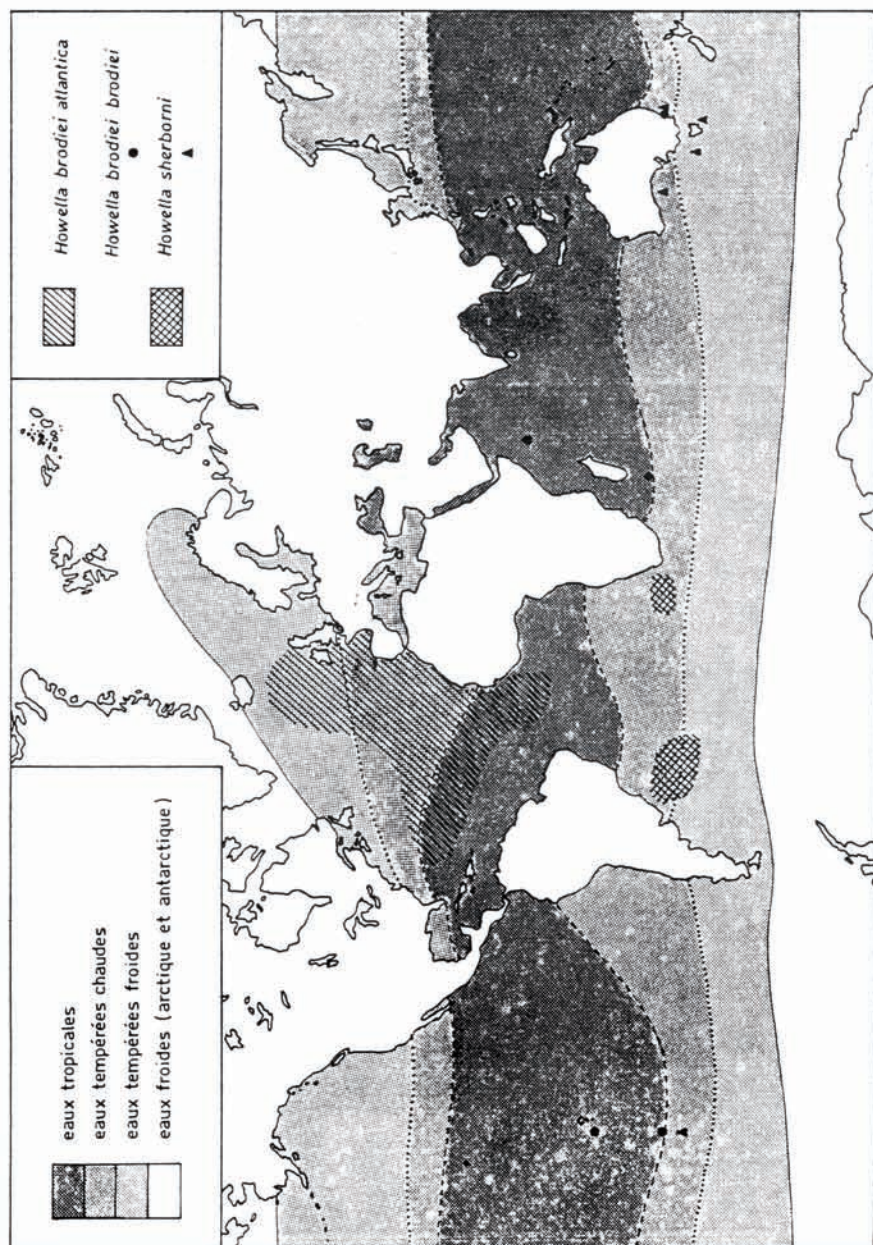 eaux tropicales
eaux tempérées chaudes
eaux tempérées froides
eaux froides (arctique et antarctique)
Howella brodiei atlantica
Howella brodiei brodiei
Howella sherborni